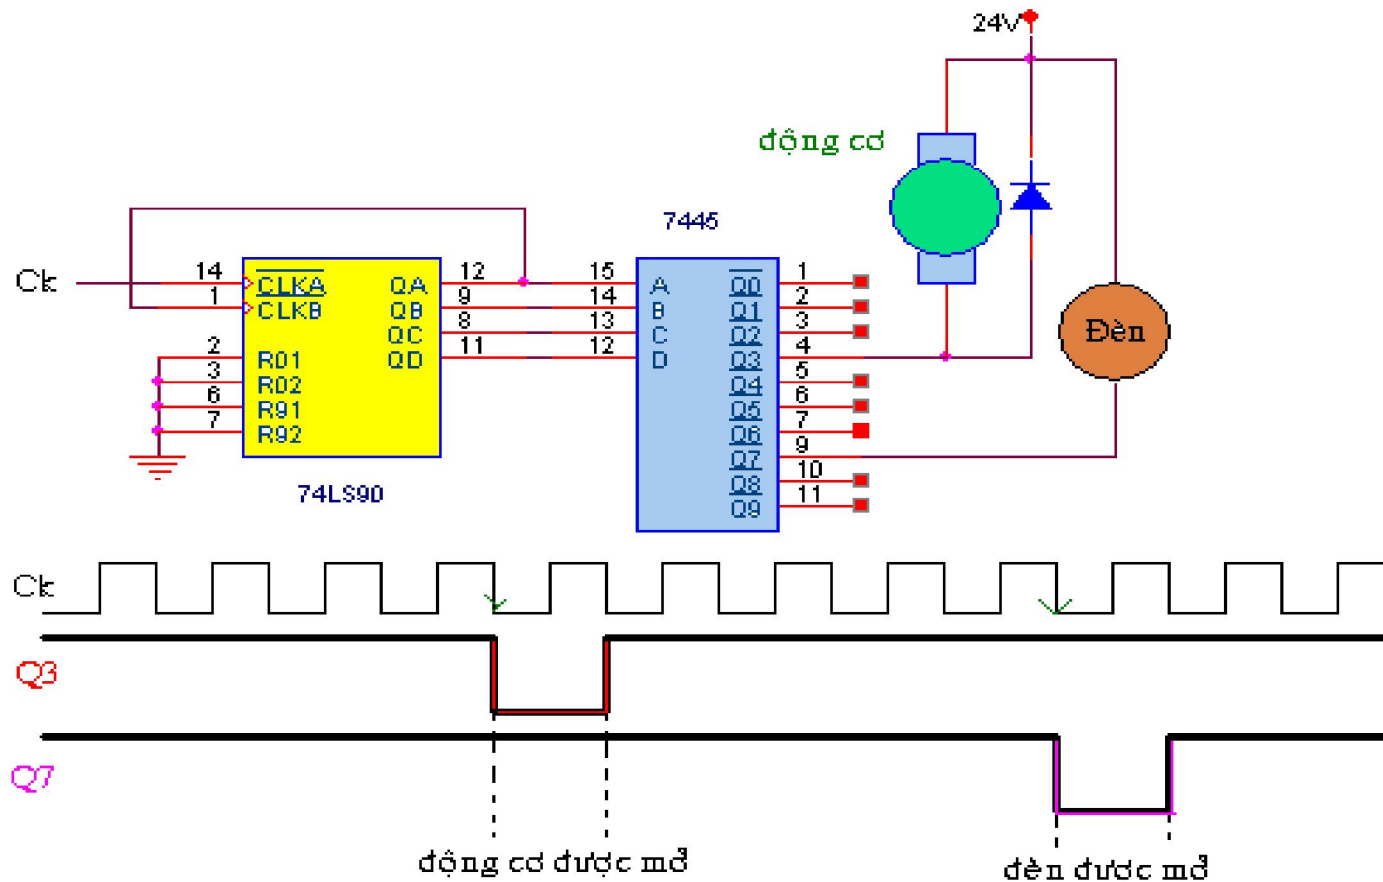 24V
động cơ
7445
Ck 14 CLKA QA 12 15 A Q0 1
1 CLKB QB 9 14 B Q1 2
QC 8 13 C Q2 3
2 R01 QD 11 12 D Q3 4
3 R02 Q4 5
6 R91 Q5 6
7 R92 Q6 7
Q7 9
Q8 10
Q9 11
Đèn
74LS90
Ck
Q3
Q7
động cơ được mở
đèn được mở